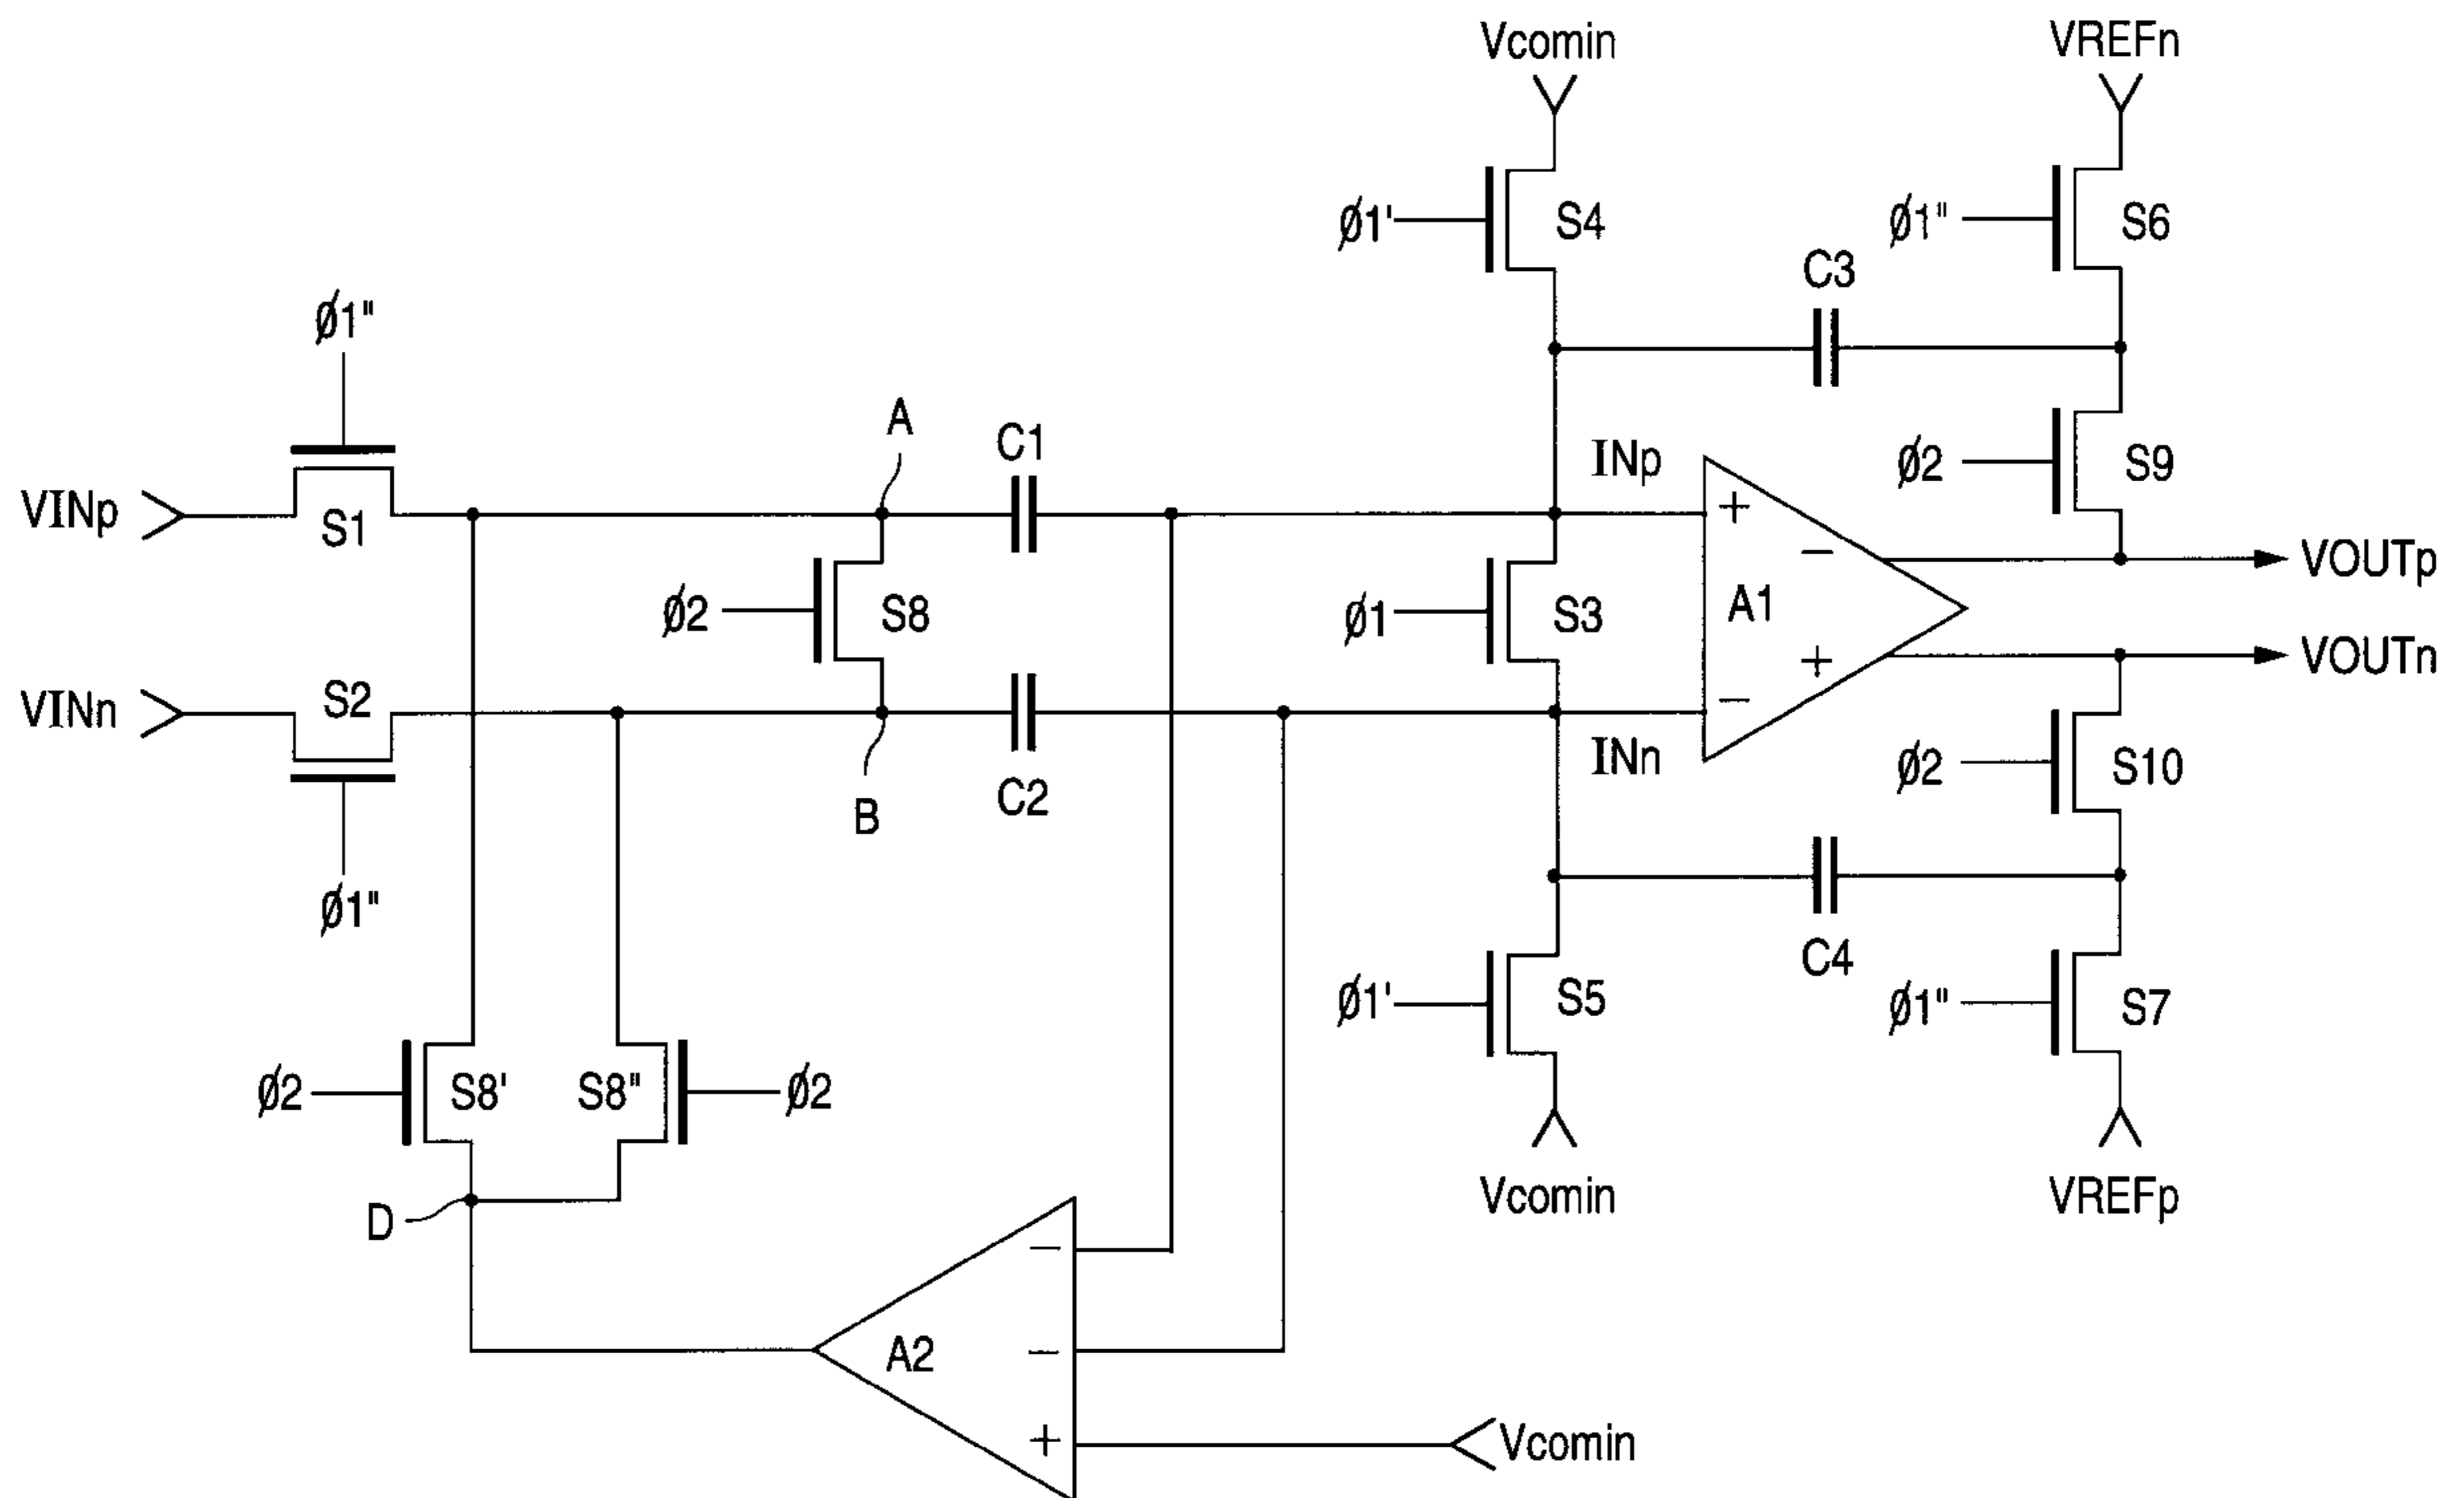 Vcomin
VREFn
ø1'
S4
ø1"
S6
C3
ø1"
A
C1
INp
ø2
S9
VINp
S1
+
−
VOUTp
ø2
S8
ø1
S3
A1
VINn
S2
+
−
VOUTn
INn
ø2
S10
B
C2
ø1"
C4
ø1'
S5
ø1"
S7
ø2
S8'
S8"
ø2
Vcomin
VREFp
D
−
A2
−
+
Vcomin